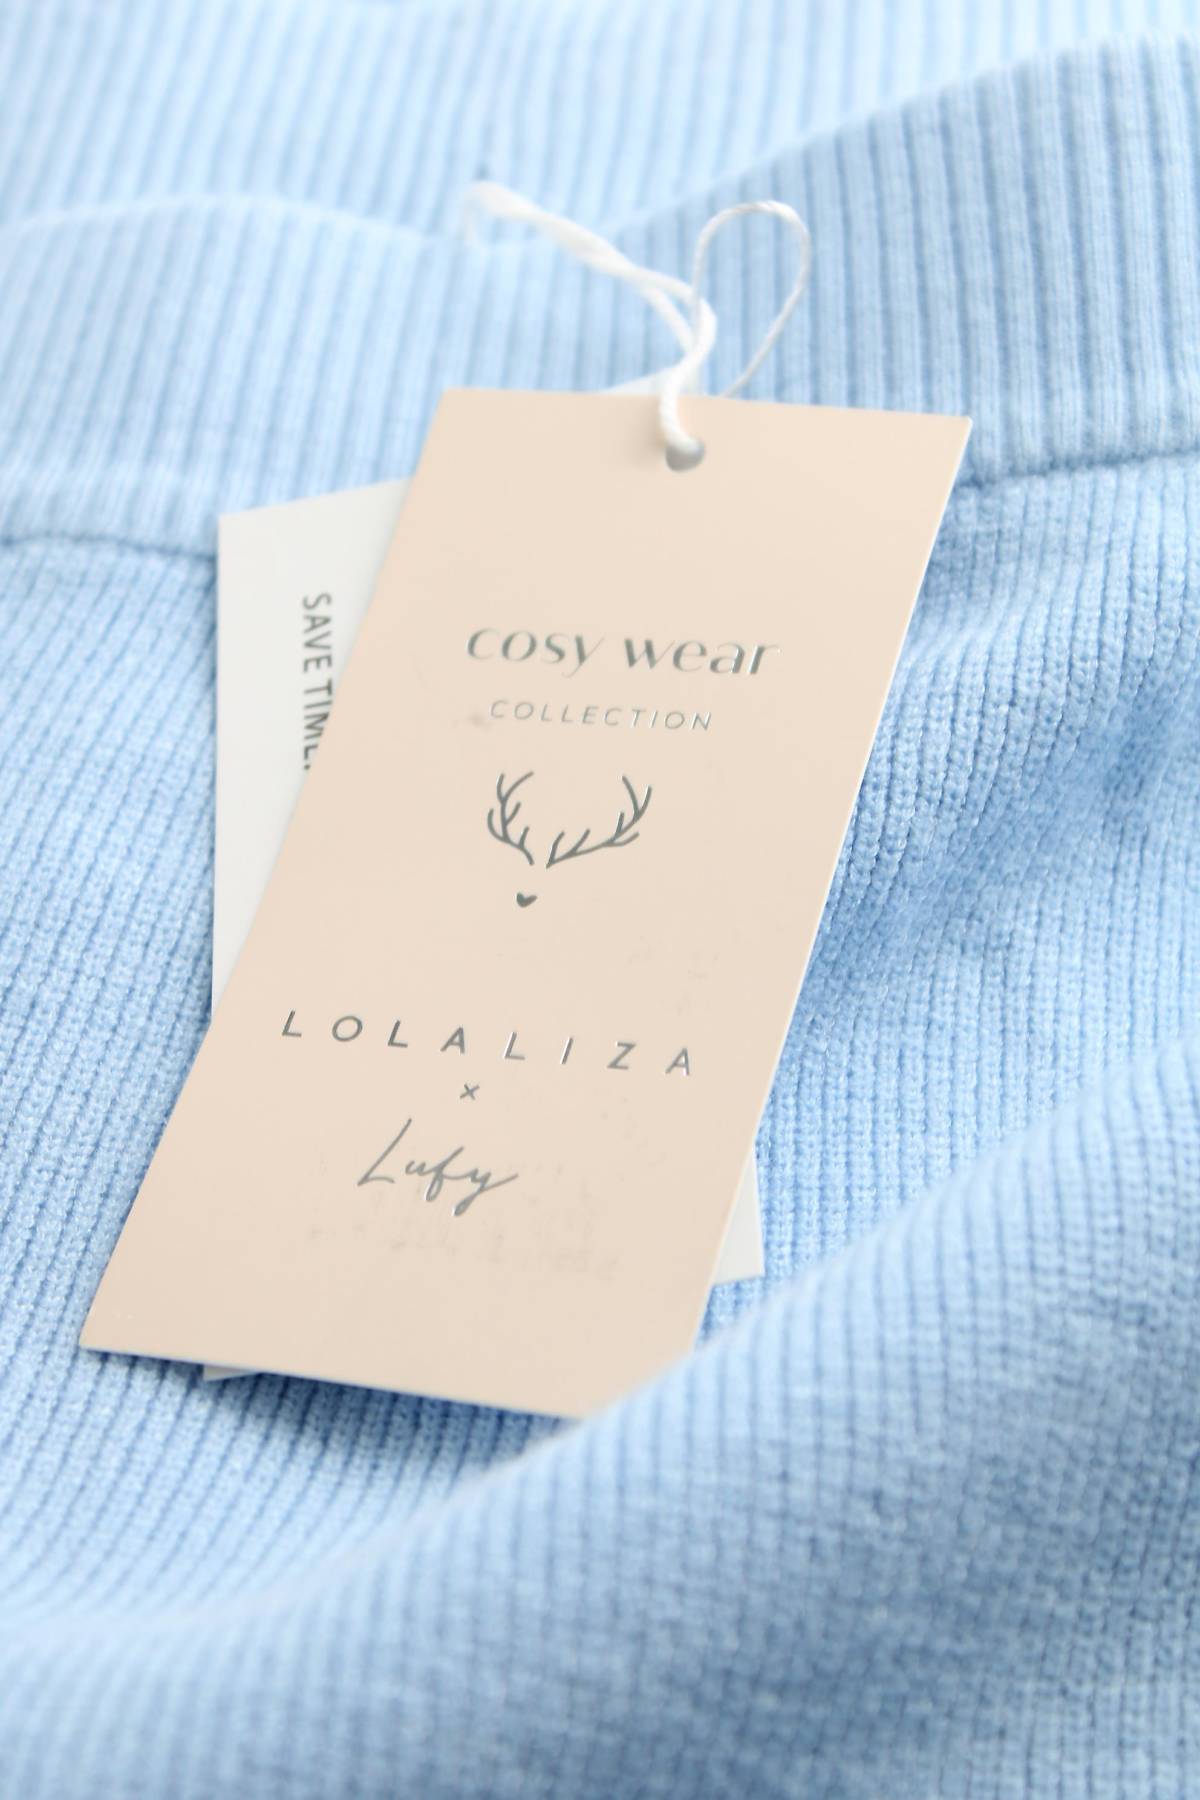 cosy wear
COLLECTION
LOLALIZA
x
Lufy
SAVE TIME.